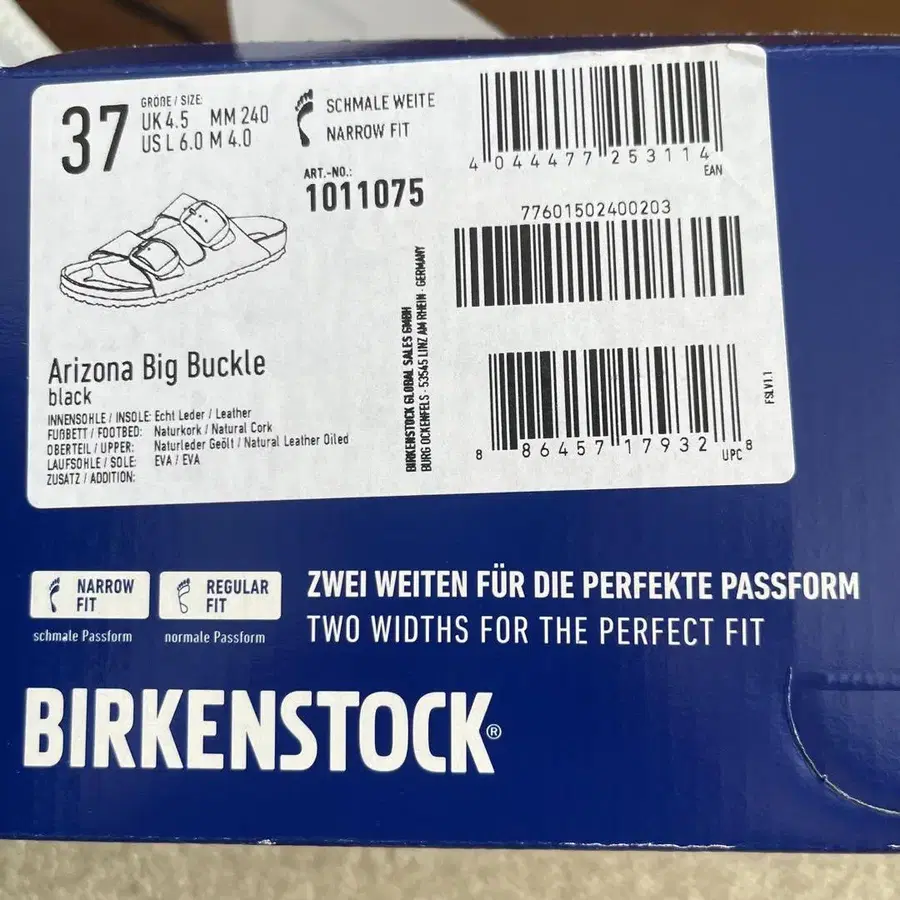 37
GRÖßE / SIZE:
UK 4.5 MM 240
US L 6.0 M 4.0
SCHMALE WEITE
NARROW FIT
ART.-NO.:
1011075
4 044477 253114
EAN
77601502400203
Arizona Big Buckle
black
INNENSOHLE / INSOLE: Echt Leder / Leather
FUßBETT / FOOTBED: Naturkork / Natural Cork
OBERTEIL / UPPER: Naturleder Geölt / Natural Leather Oiled
LAUFSOHLE / SOLE: EVA / EVA
ZUSATZ / ADDITION:
BIRKENSTOCK GLOBAL SALES GMBH
BURG OCKENFELS · 53545 LINZ AM RHEIN · GERMANY
8 86457 17932 8
UPC
FSLV1.1
NARROW
FIT
schmale Passform
REGULAR
FIT
normale Passform
ZWEI WEITEN FÜR DIE PERFEKTE PASSFORM
TWO WIDTHS FOR THE PERFECT FIT
BIRKENSTOCK®